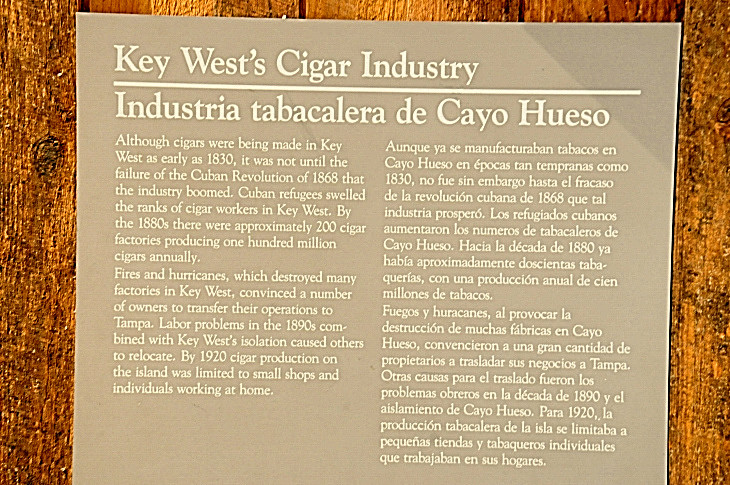 Key West's Cigar Industry
Industria tabacalera de Cayo Hueso
Although cigars were being made in Key
West as early as 1830, it was not until the
failure of the Cuban Revolution of 1868 that
the industry boomed. Cuban refugees swelled
the ranks of cigar workers in Key West. By
the 1880s there were approximately 200 cigar
factories producing one hundred million
cigars annually.
Fires and hurricanes, which destroyed many
factories in Key West, convinced a number
of owners to transfer their operations to
Tampa. Labor problems in the 1890s com-
bined with Key West's isolation caused others
to relocate. By 1920 cigar production on
the island was limited to small shops and
individuals working at home.
Aunque ya se manufacturaban tabacos en
Cayo Hueso en épocas tan tempranas como
1830, no fue sin embargo hasta el fracaso
de la revolución cubana de 1868 que tal
industria prosperó. Los refugiados cubanos
aumentaron los numeros de tabacaleros de
Cayo Hueso. Hacia la década de 1880 ya
había aproximadamente doscientas taba-
querías, con una producción anual de cien
millones de tabacos.
Fuegos y huracanes, al provocar la
destrucción de muchas fábricas en Cayo
Hueso, convencieron a una gran cantidad de
propietarios a trasladar sus negocios a Tampa.
Otras causas para el traslado fueron los
problemas obreros en la década de 1890 y el
aislamiento de Cayo Hueso. Para 1920, la
producción tabacalera de la isla se limitaba a
pequeñas tiendas y tabaqueros individuales
que trabajaban en sus hogares.